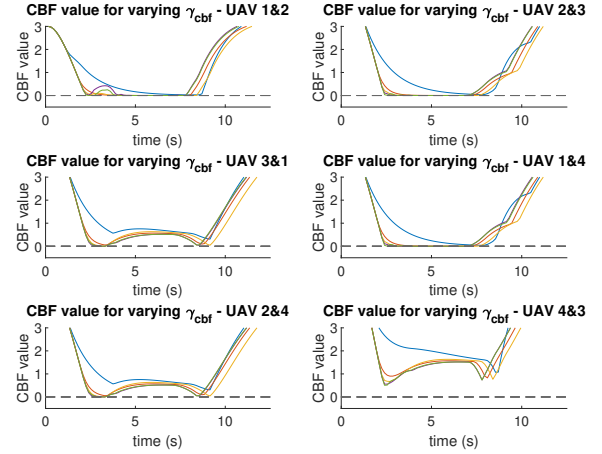 CBF value for varying γcbf - UAV 1&2
CBF value
3
2
1
0
0
5
10
time (s)
CBF value for varying γcbf - UAV 2&3
CBF value
3
2
1
0
0
5
10
time (s)
CBF value for varying γcbf - UAV 3&1
CBF value
3
2
1
0
0
5
10
time (s)
CBF value for varying γcbf - UAV 1&4
CBF value
3
2
1
0
0
5
10
time (s)
CBF value for varying γcbf - UAV 2&4
CBF value
3
2
1
0
0
5
10
time (s)
CBF value for varying γcbf - UAV 4&3
CBF value
3
2
1
0
0
5
10
time (s)